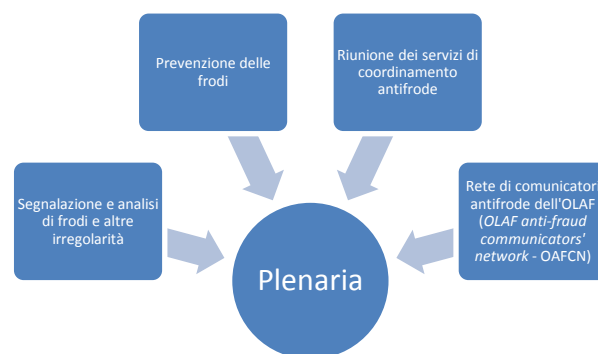 Prevenzione delle
frodi
Riunione dei servizi di
coordinamento
antifrode
Segnalazione e analisi
di frodi e altre
irregolarità
Rete di comunicatori
antifrode dell'OLAF
(OLAF anti-fraud
communicators'
network - OAFCN)
Plenaria